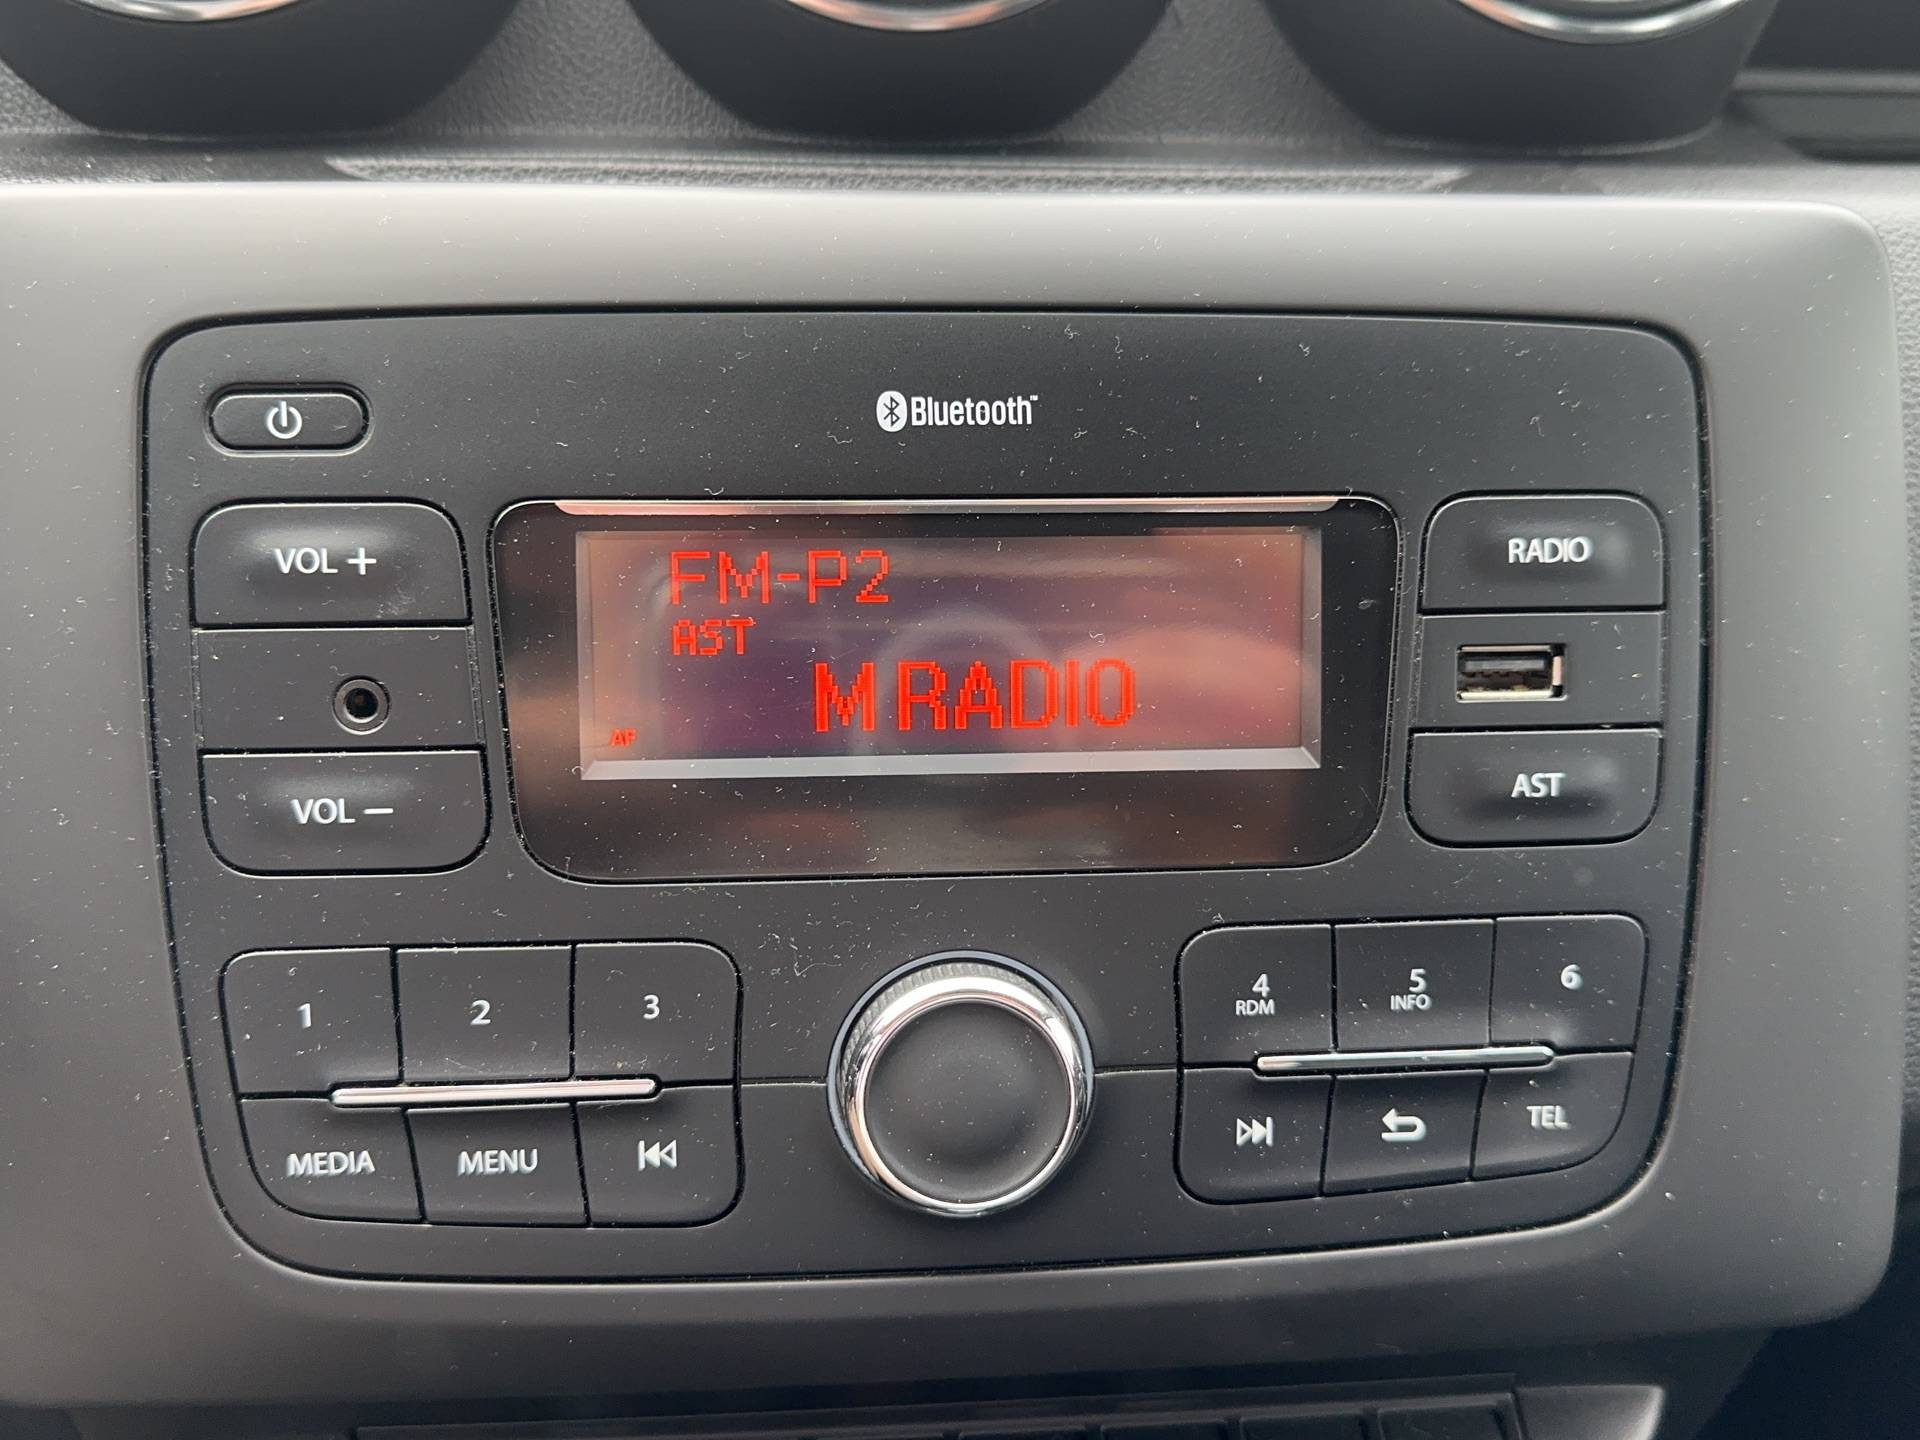 Bluetooth™
VOL +
FM-P2
AST
M RADIO
AF
VOL −
RADIO
AST
1
2
3
MEDIA
MENU
4
RDM
5
INFO
6
TEL